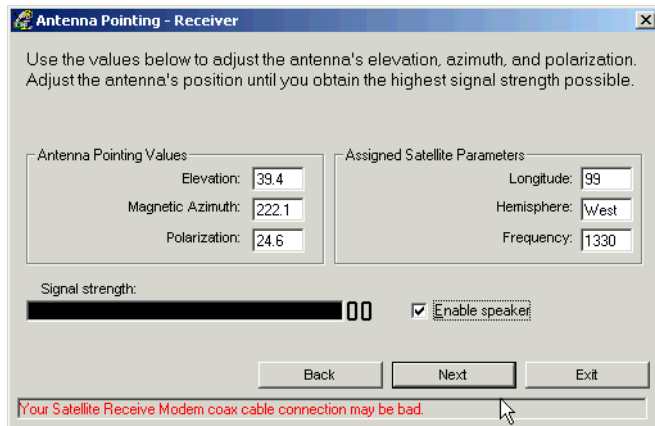 Antenna Pointing - Receiver
Use the values below to adjust the antenna's elevation, azimuth, and polarization.
Adjust the antenna's position until you obtain the highest signal strength possible.
Antenna Pointing Values
Elevation: 39.4
Magnetic Azimuth: 222.1
Polarization: 24.6
Assigned Satellite Parameters
Longitude: 99
Hemisphere: West
Frequency: 1330
Signal strength:
00
Enable speaker
Back
Next
Exit
Your Satellite Receive Modem coax cable connection may be bad.